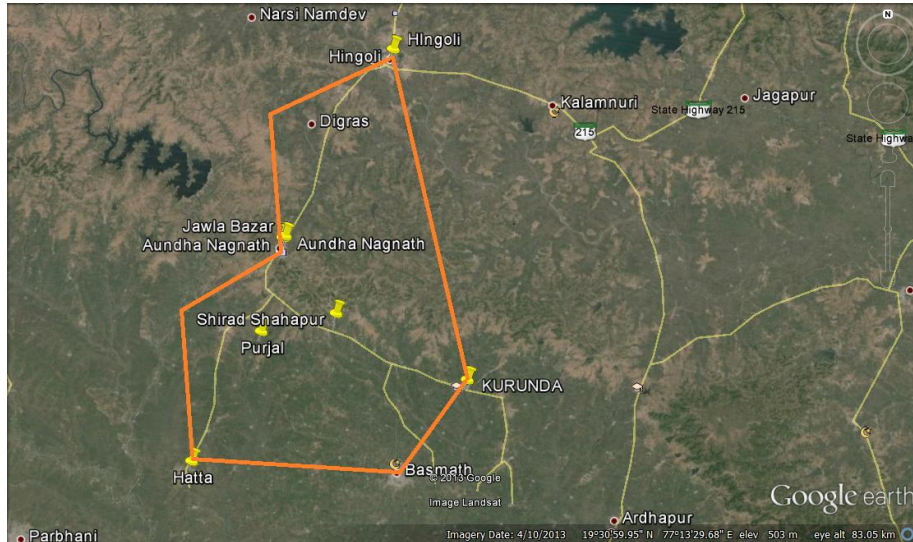 Narsi Namdev
N
HIngoli
Hingoli
Kalamnuri
Jagapur
State Highway 215
215
Digras
State Highway
Jawla Bazar
Aundha Nagnath
Aundha Nagnath
Shirad Shahapur
Purjal
KURUNDA
Hatta
Basmath
© 2013 Google
Image Landsat
Google earth
Ardhapur
Parbhani
Imagery Date: 4/10/2013 19°30'59.95" N 77°13'29.68" E elev 503 m eye alt 83.05 km